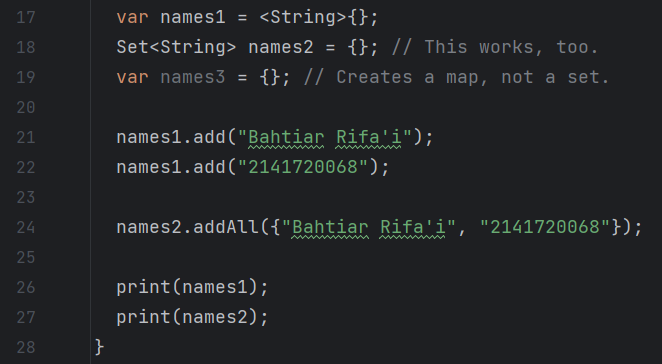 17 var names1 = <String>{};
18 Set<String> names2 = {}; // This works, too.
19 var names3 = {}; // Creates a map, not a set.
20
21 names1.add("Bahtiar Rifa'i");
22 names1.add("2141720068");
23
24 names2.addAll({"Bahtiar Rifa'i", "2141720068"});
25
26 print(names1);
27 print(names2);
28 }